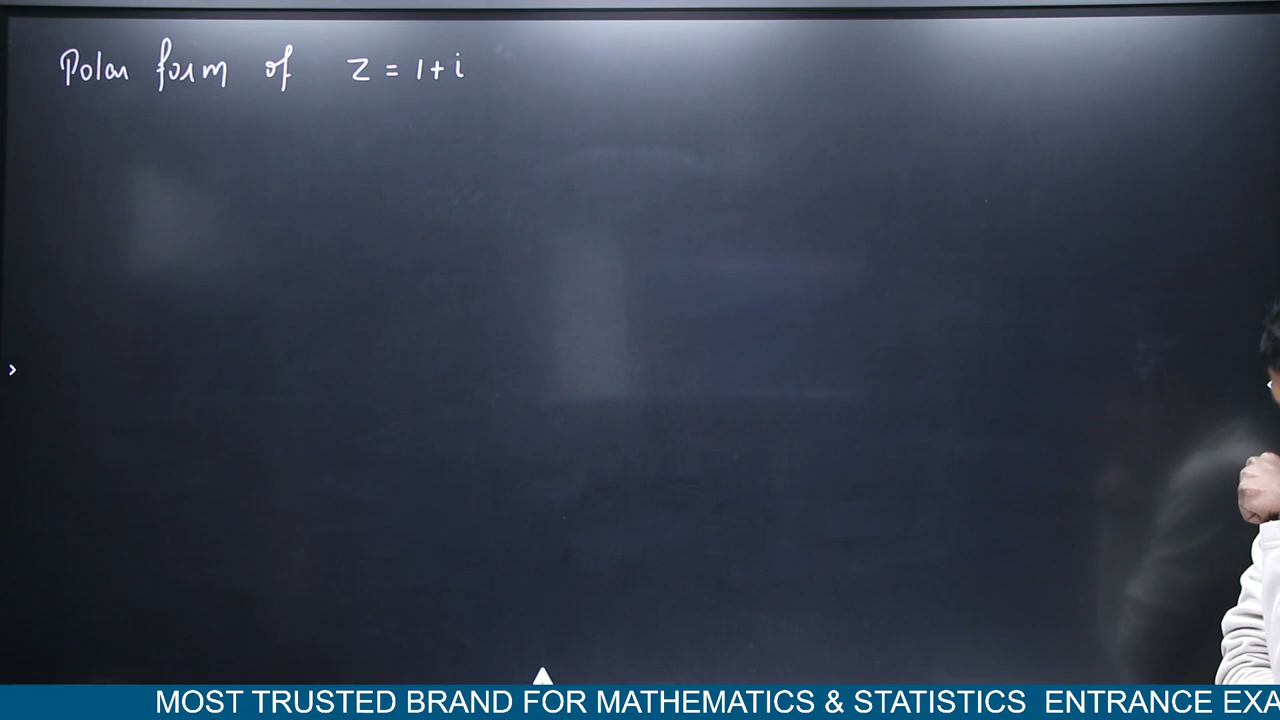 Polar form of z = 1 + i
MOST TRUSTED BRAND FOR MATHEMATICS & STATISTICS ENTRANCE EXA